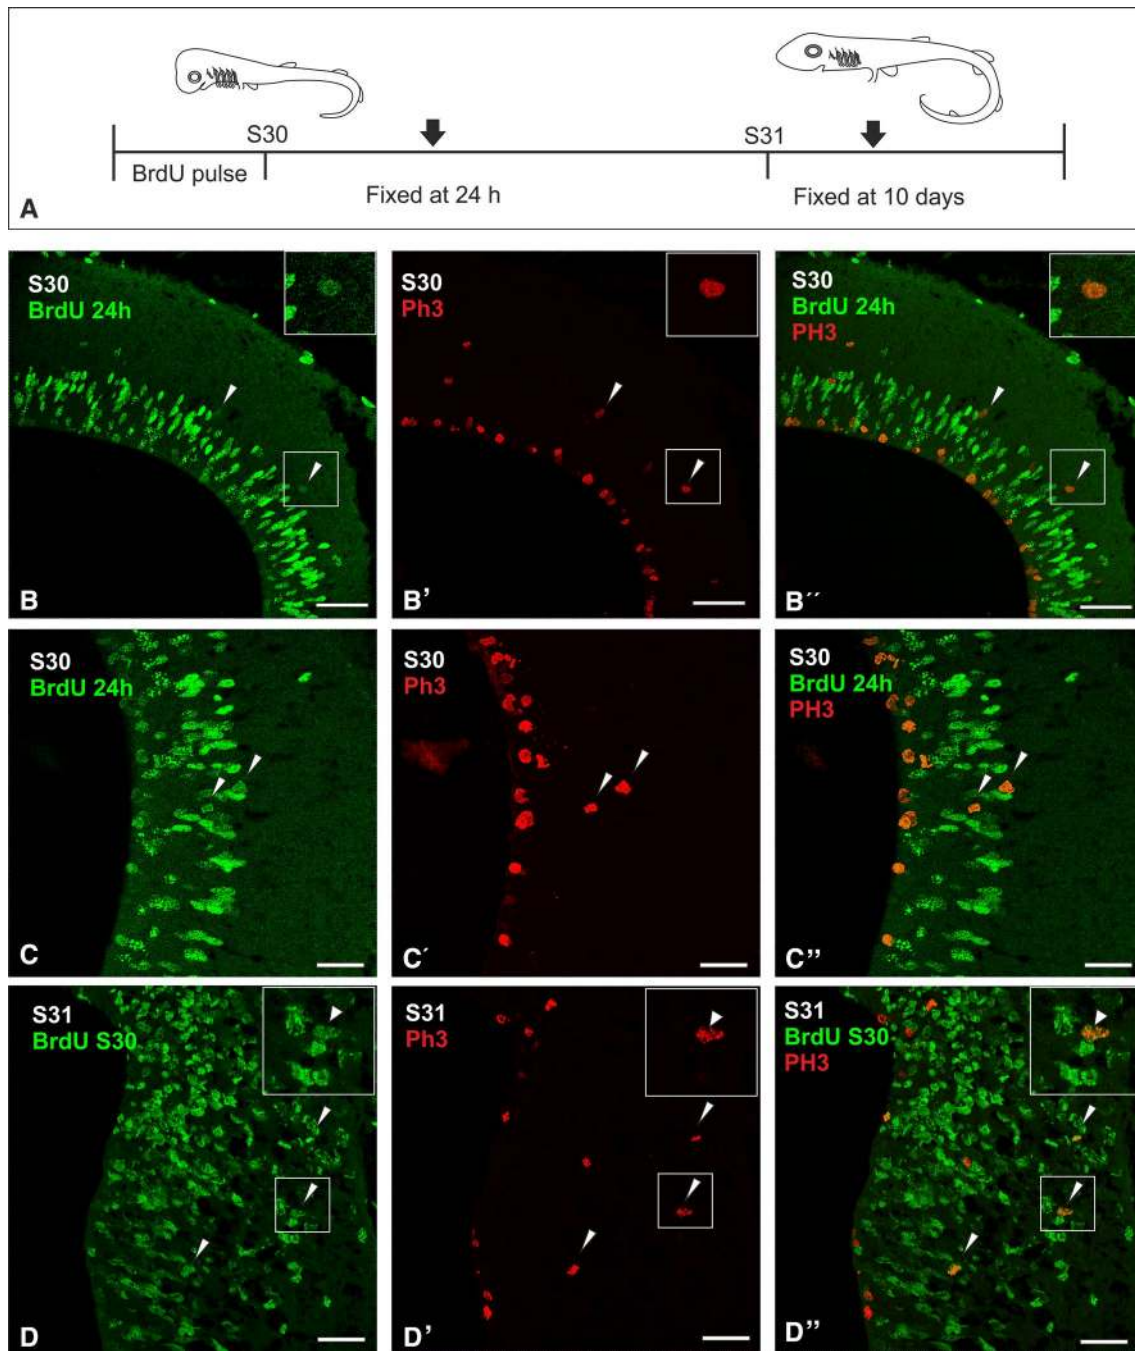 S30
S31
BrdU pulse
Fixed at 24 h
Fixed at 10 days
A
S30
BrdU 24h
B
S30
Ph3
B'
S30
BrdU 24h
PH3
B´´
S30
BrdU 24h
C
S30
Ph3
C´
S30
BrdU 24h
PH3
C''
S31
BrdU S30
D
S31
Ph3
D'
S31
BrdU S30
PH3
D''